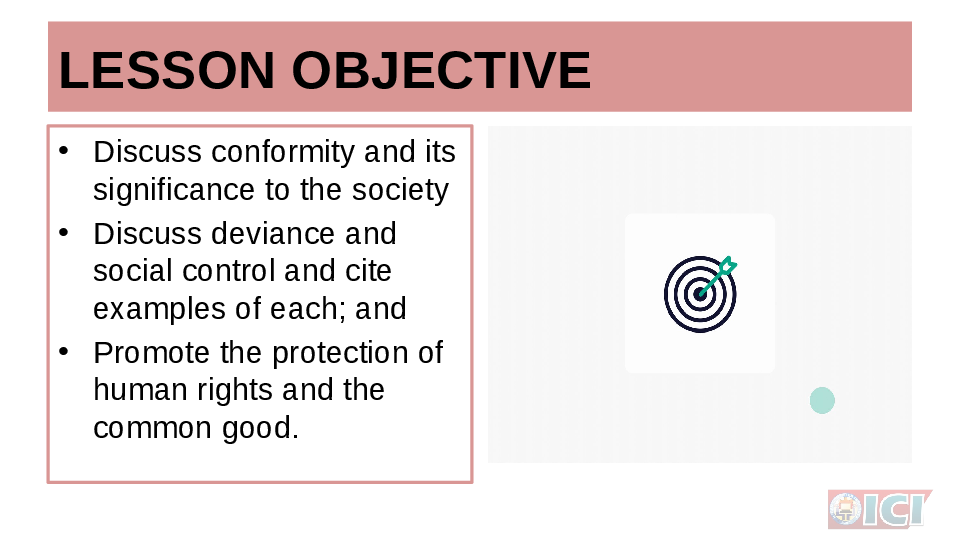 LESSON OBJECTIVE
• Discuss conformity and its
significance to the society
• Discuss deviance and
social control and cite
examples of each; and
• Promote the protection of
human rights and the
common good.
ICI